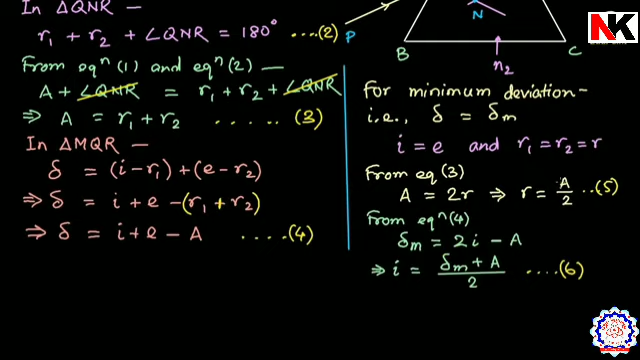 In ΔQNR
r₁ + r₂ + ∠QNR = 180° ....(2)
From eqⁿ (1) and eqⁿ (2) —
A + ∠QNR = r₁ + r₂ + ∠QNR
⇒ A = r₁ + r₂ ..... (3)
In ΔMQR —
δ = (i - r₁) + (e - r₂)
⇒ δ = i + e - (r₁ + r₂)
⇒ δ = i + e - A ....(4)
N
P
B
C
n₂
NK
For minimum deviation-
i.e., δ = δm
i = e and r₁ = r₂ = r
From eq (3)
A = 2r ⇒ r = A/2 ..(5)
From eqⁿ (4)
δm = 2i - A
⇒ i = δm + A / 2 ....(6)